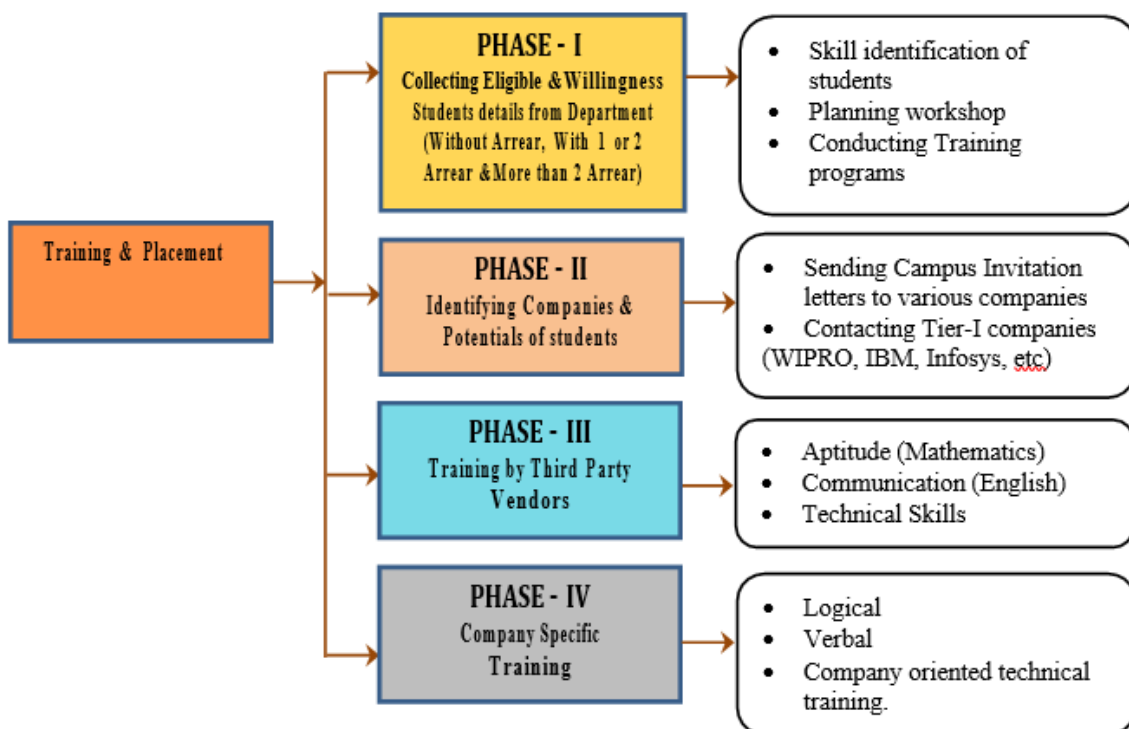 Training & Placement
PHASE - I
Collecting Eligible &Willingness
Students details from Department
(Without Arrear, With 1 or 2
Arrear &More than 2 Arrear)
• Skill identification of
students
• Planning workshop
• Conducting Training
programs
PHASE - II
Identifying Companies &
Potentials of students
• Sending Campus Invitation
letters to various companies
• Contacting Tier-I companies
(WIPRO, IBM, Infosys, etc)
PHASE - III
Training by Third Party
Vendors
• Aptitude (Mathematics)
• Communication (English)
• Technical Skills
PHASE - IV
Company Specific
Training
• Logical
• Verbal
• Company oriented technical
training.